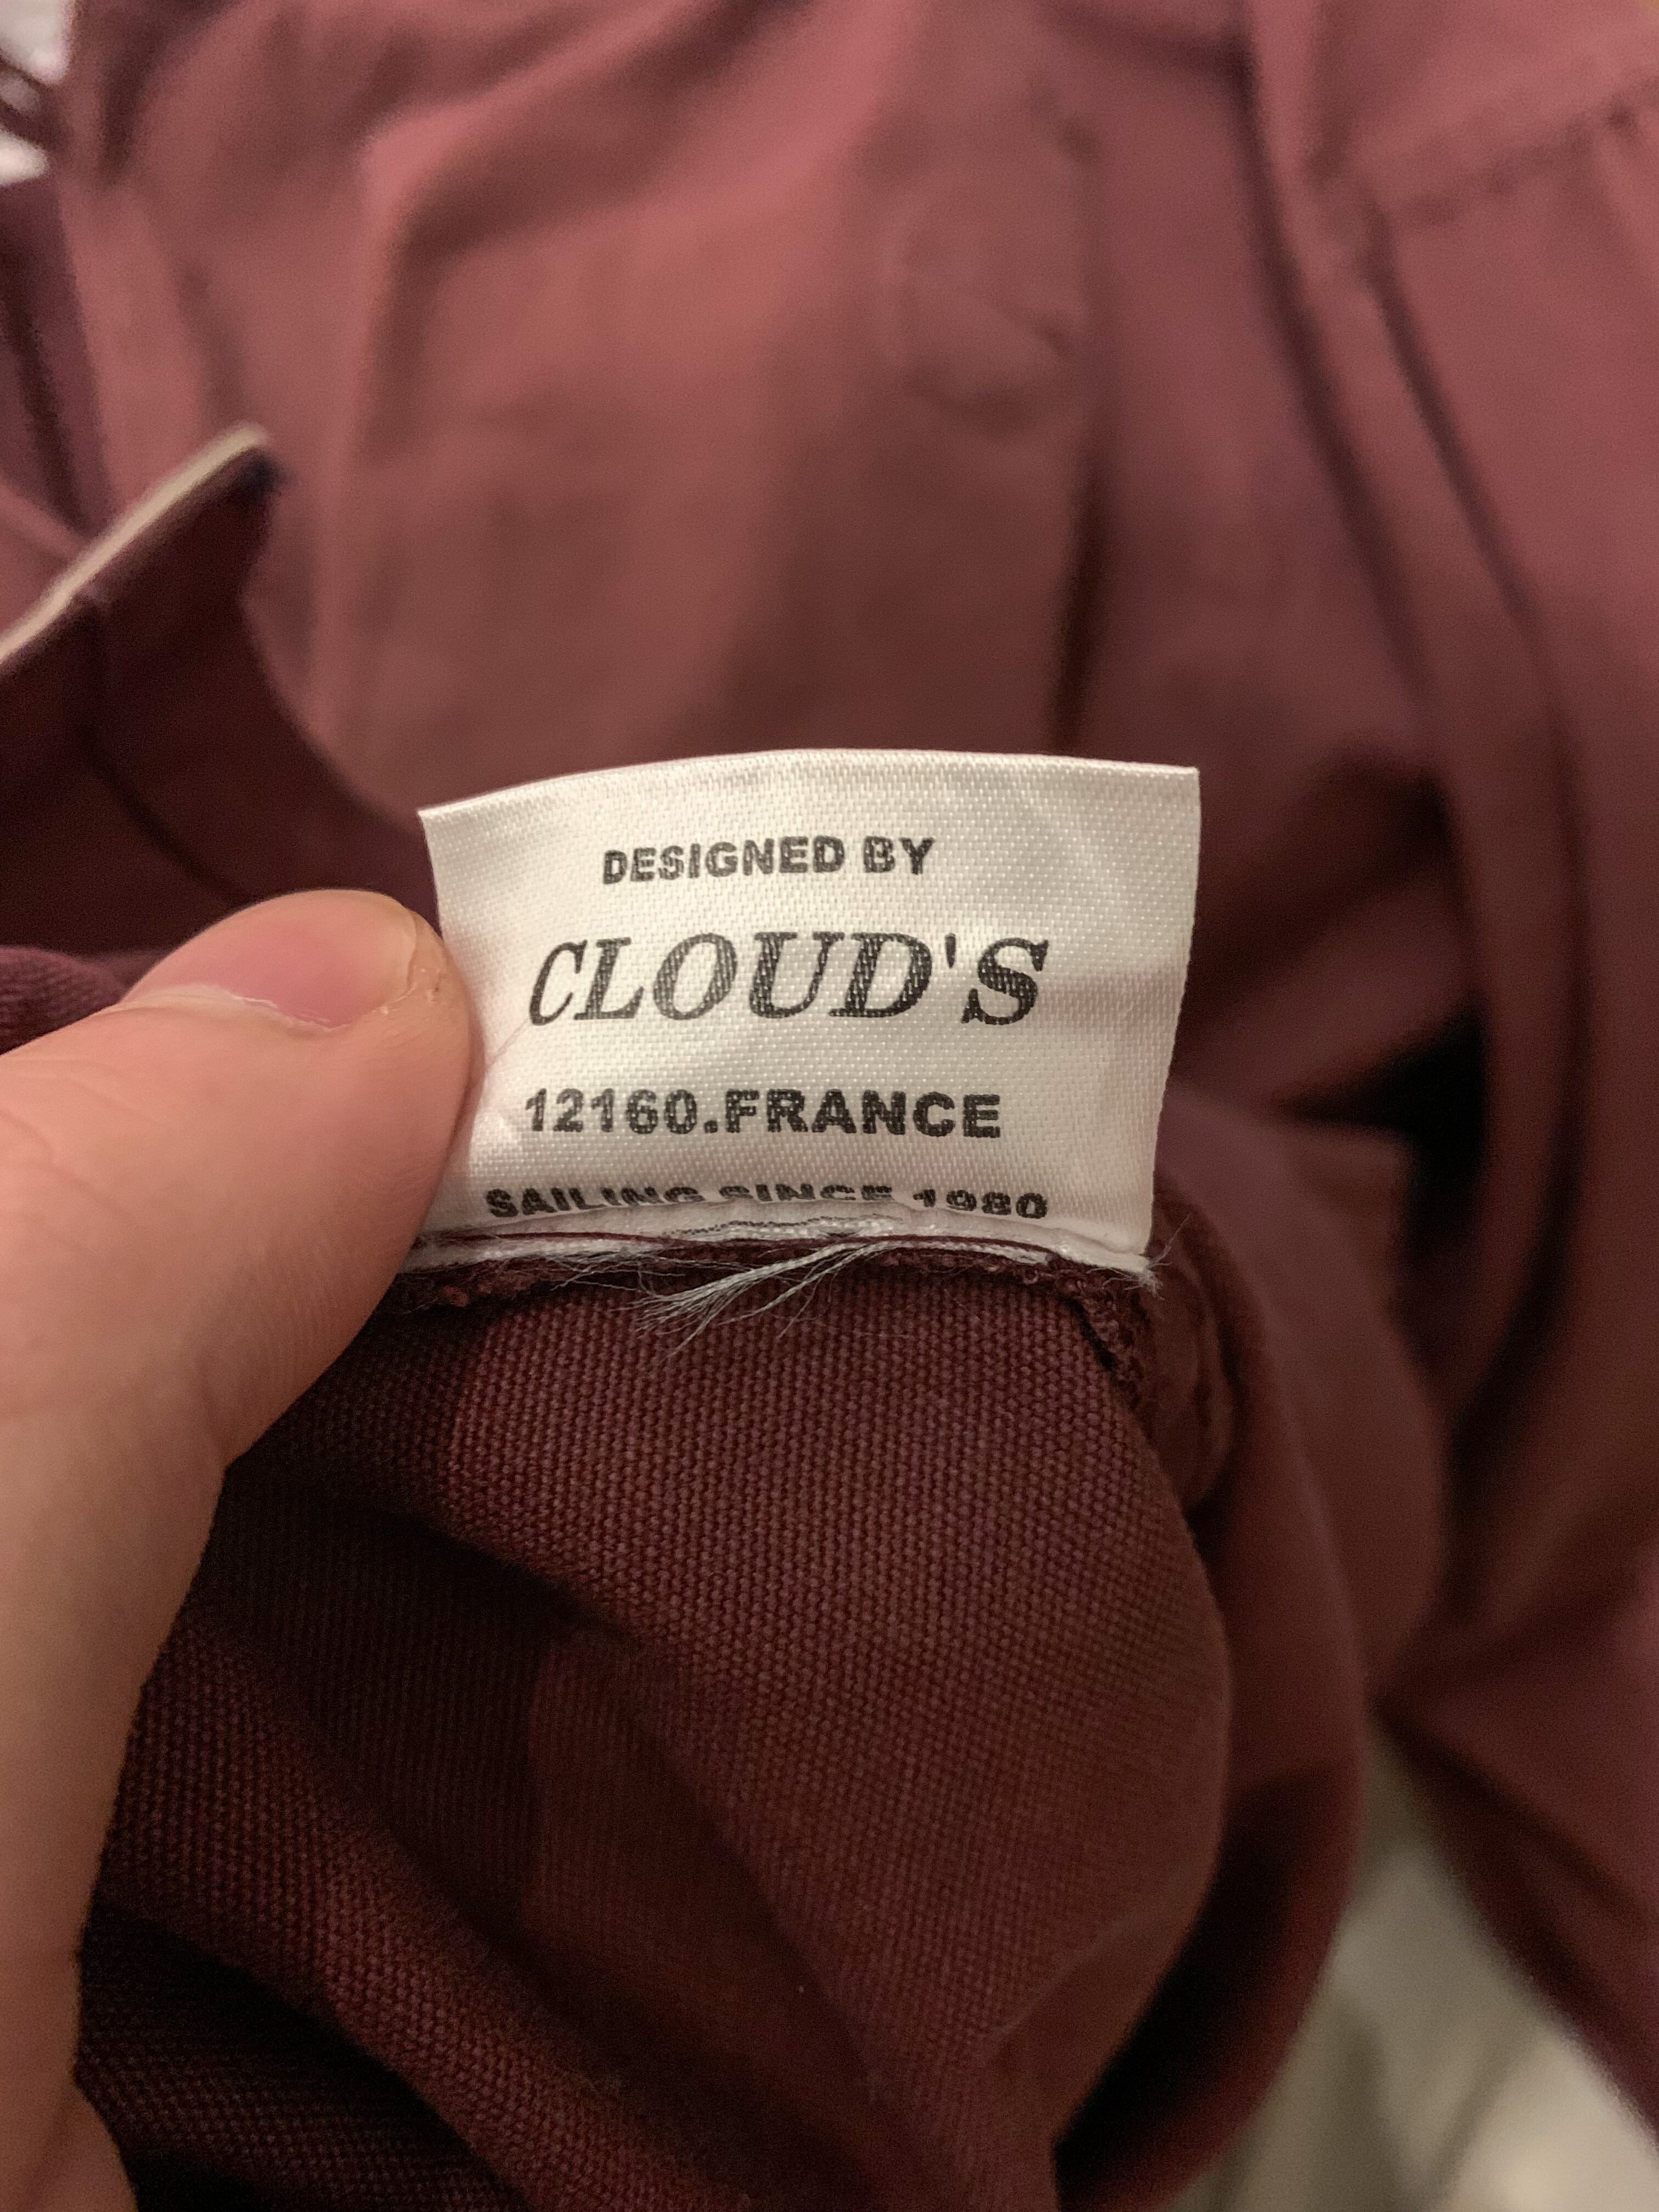 DESIGNED BY
CLOUD'S
12160.FRANCE
SAILING SINCE 1980